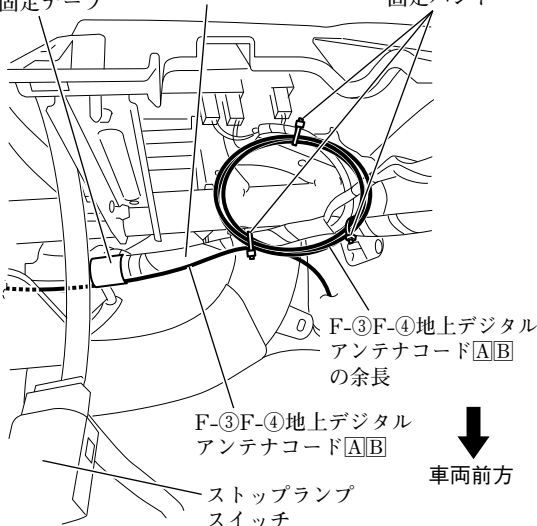 固定テープ
固定バンド
F-③F-④地上デジタル
アンテナコードAB
の余長
F-③F-④地上デジタル
アンテナコードAB
車両前方
ストップランプ
スイッチ